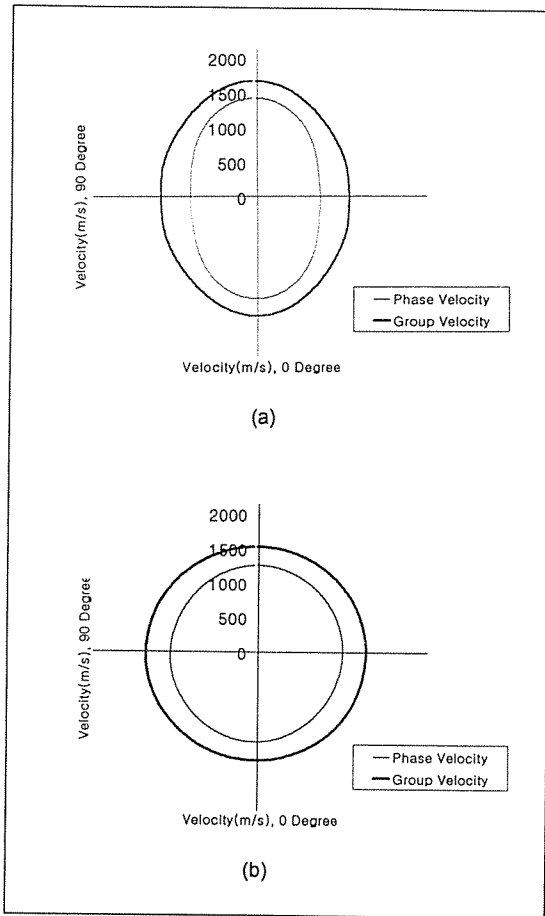 2000
1500
1000
500
0
Velocity(m/s), 90 Degree
Phase Velocity
Group Velocity
Velocity(m/s), 0 Degree
(a)
2000
1500
1000
500
0
Velocity(m/s), 90 Degree
Phase Velocity
Group Velocity
Velocity(m/s), 0 Degree
(b)